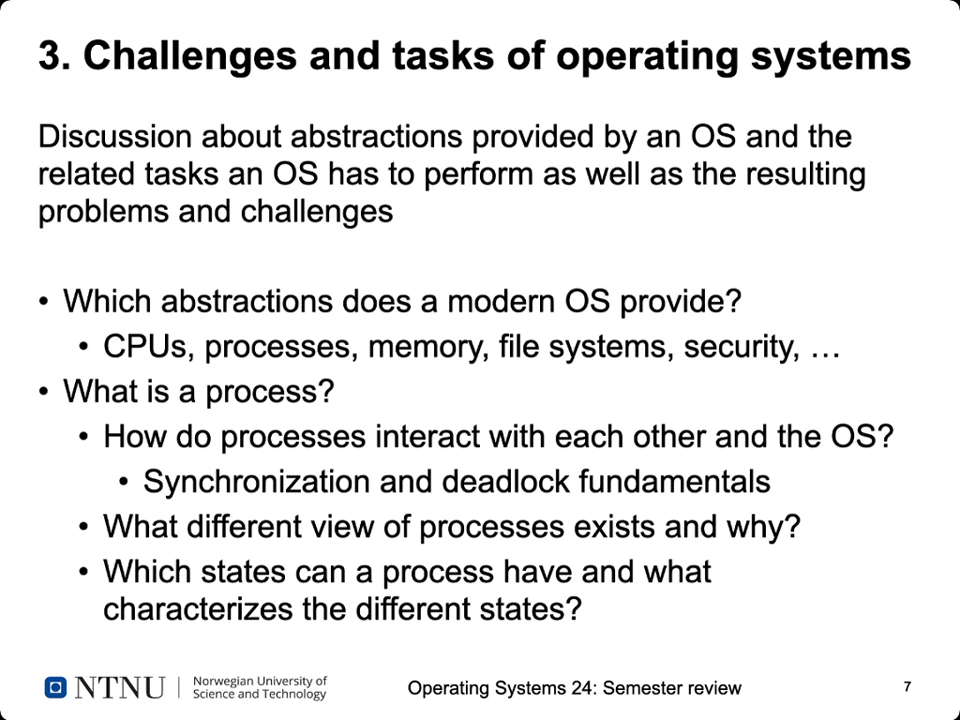 3. Challenges and tasks of operating systems
Discussion about abstractions provided by an OS and the
related tasks an OS has to perform as well as the resulting
problems and challenges
• Which abstractions does a modern OS provide?
• CPUs, processes, memory, file systems, security, …
• What is a process?
• How do processes interact with each other and the OS?
• Synchronization and deadlock fundamentals
• What different view of processes exists and why?
• Which states can a process have and what
characterizes the different states?
NTNU
Norwegian University of
Science and Technology
Operating Systems 24: Semester review
7